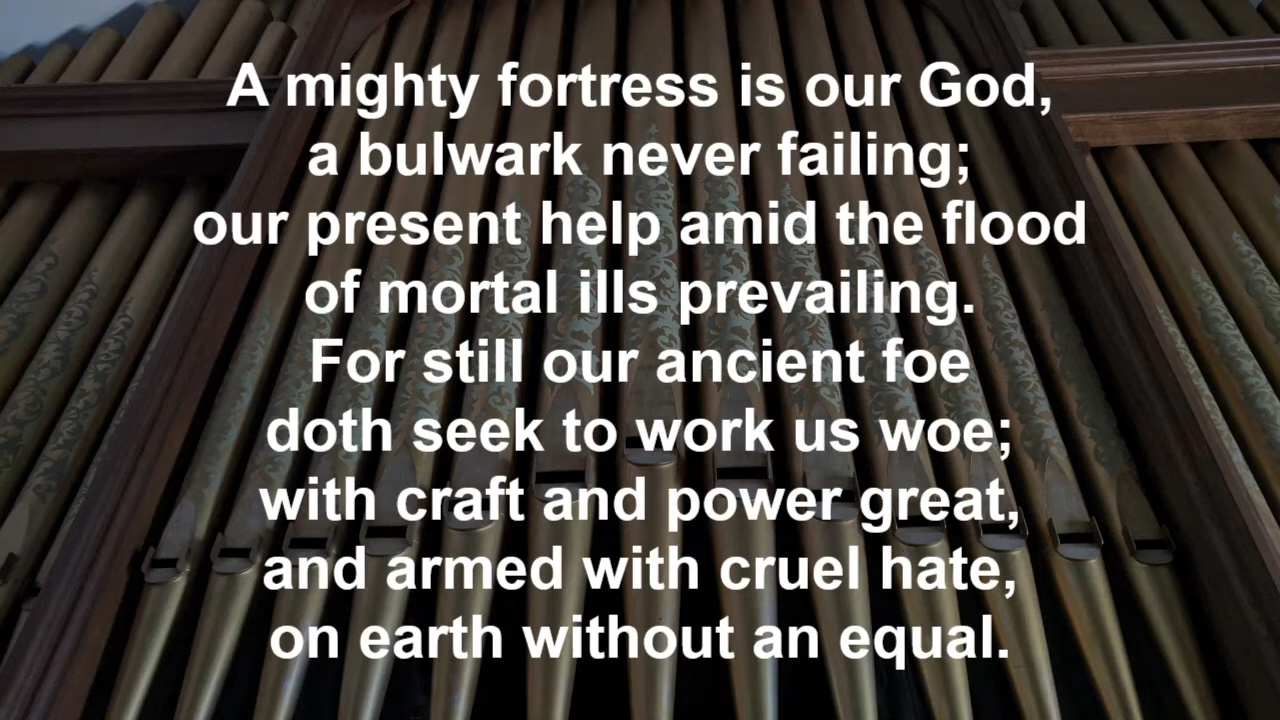 A mighty fortress is our God,
a bulwark never failing;
our present help amid the flood
of mortal ills prevailing.
For still our ancient foe
doth seek to work us woe;
with craft and power great,
and armed with cruel hate,
on earth without an equal.